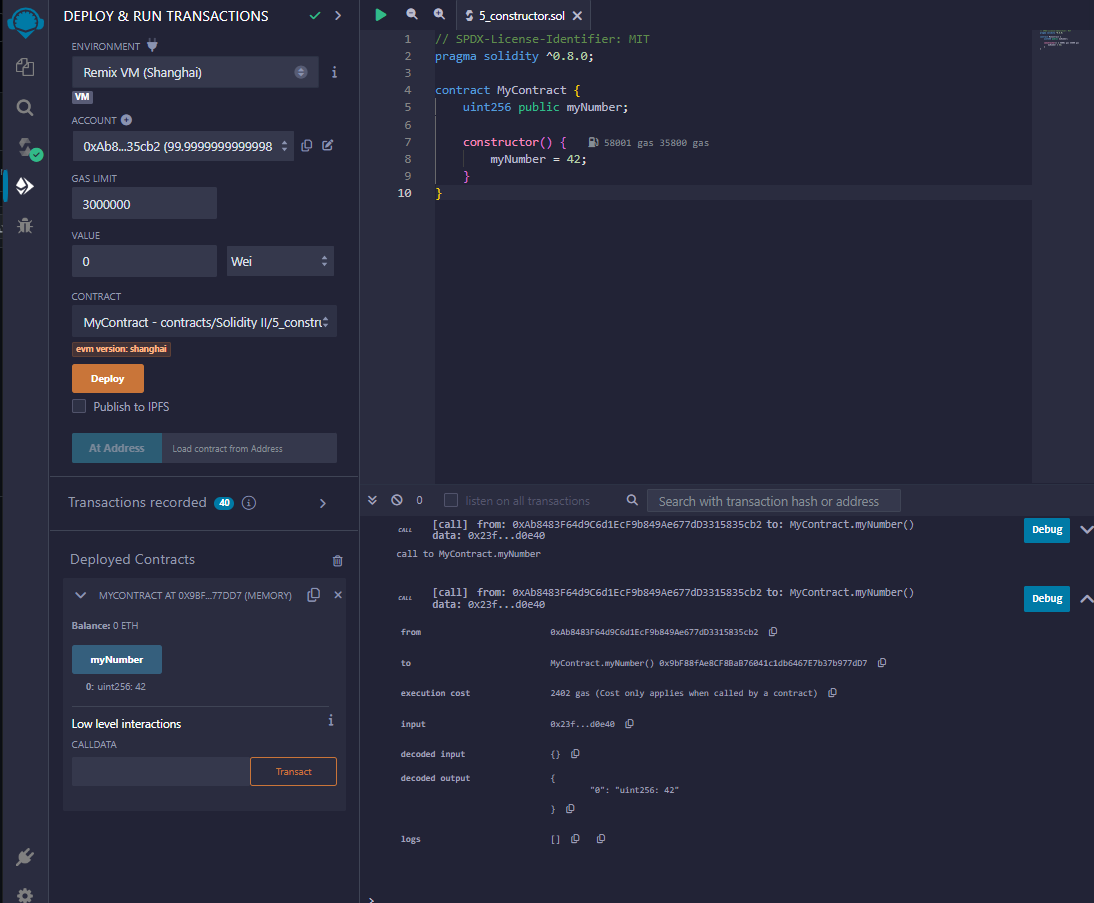 DEPLOY & RUN TRANSACTIONS
ENVIRONMENT
Remix VM (Shanghai)
VM
ACCOUNT
0xAb8...35cb2 (99.9999999999998
GAS LIMIT
3000000
VALUE
0
Wei
CONTRACT
MyContract - contracts/Solidity II/5_constru
evm version: shanghai
Deploy
Publish to IPFS
At Address
Load contract from Address
Transactions recorded 40 i
Deployed Contracts
MYCONTRACT AT 0X9BF...77DD7 (MEMORY)
Balance: 0 ETH
myNumber
0: uint256: 42
Low level interactions
CALLDATA
Transact
5_constructor.sol
1 // SPDX-License-Identifier: MIT
2 pragma solidity ^0.8.0;
3
4 contract MyContract {
5 uint256 public myNumber;
6
7 constructor() { 58001 gas 35800 gas
8 myNumber = 42;
9 }
10 }
0
listen on all transactions
Search with transaction hash or address
CALL
[call] from: 0xAb8483F64d9C6d1EcF9b849Ae677dD3315835cb2 to: MyContract.myNumber()
data: 0x23f...d0e40
Debug
call to MyContract.myNumber
CALL
[call] from: 0xAb8483F64d9C6d1EcF9b849Ae677dD3315835cb2 to: MyContract.myNumber()
data: 0x23f...d0e40
Debug
from 0xAb8483F64d9C6d1EcF9b849Ae677dD3315835cb2
to MyContract.myNumber() 0x9bF88fAe8CF8BaB76041c1db6467E7b37b977dD7
execution cost 2402 gas (Cost only applies when called by a contract)
input 0x23f...d0e40
decoded input {}
decoded output {
"0": "uint256: 42"
}
logs []
>